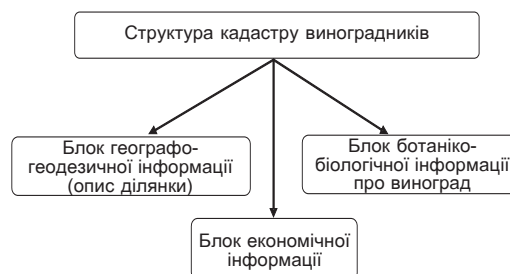 Структура кадастру виноградників
Блок географо-
геодезичної інформації
(опис ділянки)
Блок ботаніко-
біологічної інформації
про виноград
Блок економічної
інформації